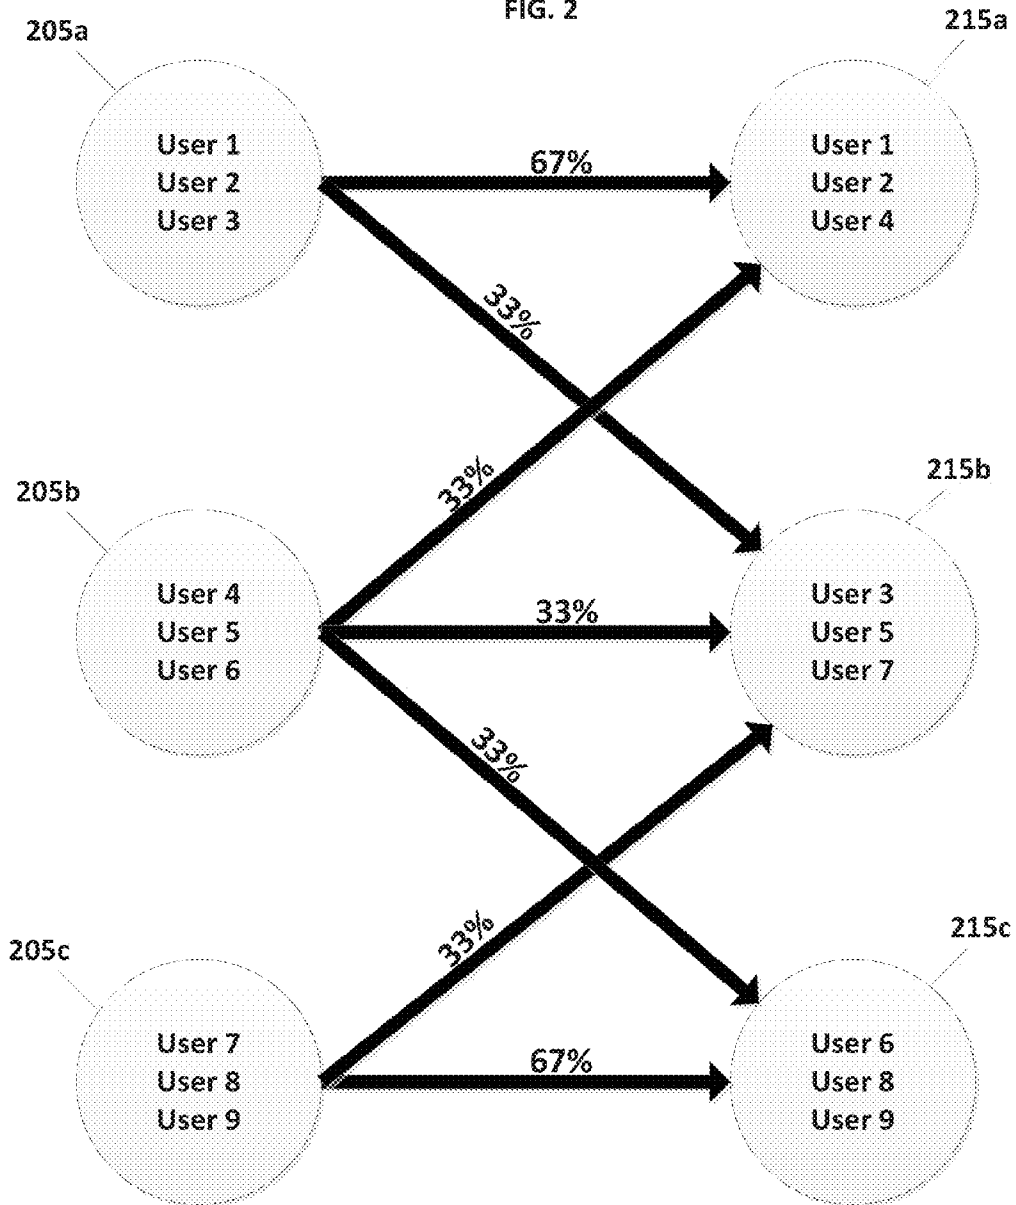 FIG. 2
205a
215a
User 1
User 2
User 3
67%
User 1
User 2
User 4
33%
33%
205b
215b
User 4
User 5
User 6
33%
User 3
User 5
User 7
33%
33%
205c
215c
User 7
User 8
User 9
67%
User 6
User 8
User 9